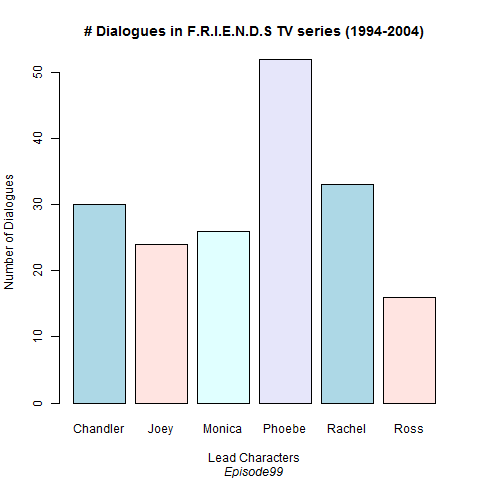 # Dialogues in F.R.I.E.N.D.S TV series (1994-2004)
Number of Dialogues
50
40
30
20
10
0
Chandler Joey Monica Phoebe Rachel Ross
Lead Characters
Episode99